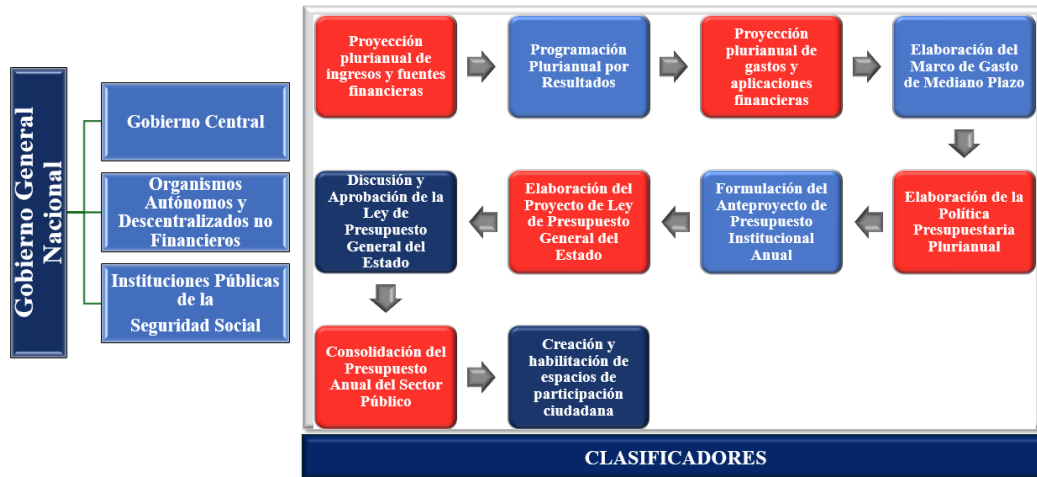 Gobierno General
Nacional
Gobierno Central
Organismos
Autónomos y
Descentralizados no
Financieros
Instituciones Públicas
de la
Seguridad Social
Proyección
plurianual de
ingresos y fuentes
financieras
Programación
Plurianual por
Resultados
Proyección
plurianual de
gastos y
aplicaciones
financieras
Elaboración del
Marco de Gasto
de Mediano Plazo
Elaboración de la
Política
Presupuestaria
Plurianual
Formulación del
Anteproyecto de
Presupuesto
Institucional
Anual
Elaboración del
Proyecto de Ley
de Presupuesto
General del
Estado
Discusión y
Aprobación de la
Ley de
Presupuesto
General del
Estado
Consolidación del
Presupuesto
Anual del Sector
Público
Creación y
habilitación de
espacios de
participación
ciudadana
CLASIFICADORES